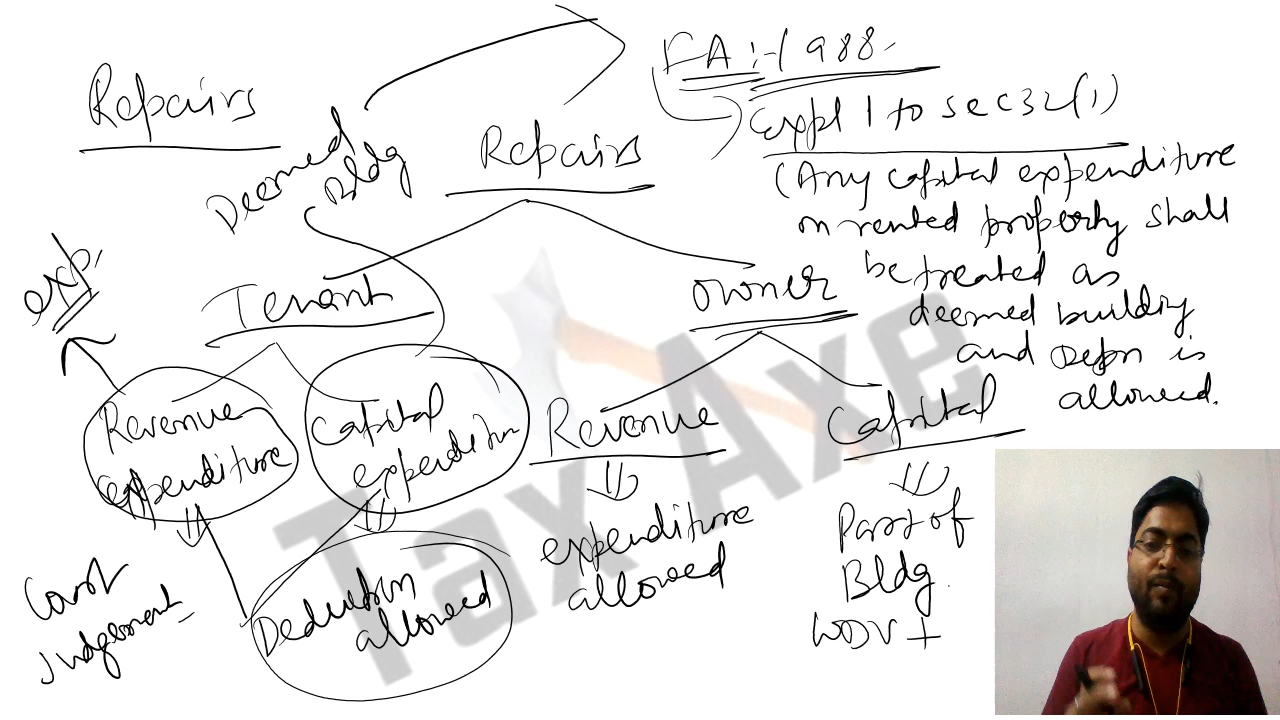 Repairs
Deemed
Bldg
Repairs
FA:-1988.
Expl 1 to sec 32(1)
(Any capital expenditure
on rented property shall
be treated as
deemed building
and Depn is
allowed.
exp.
Tenant
owner
Revenue
expenditure
Capital
expenditure
Revenue
Capital
Court
Judgement
Deduction
allowed
expenditure
allowed
Part of
Bldg.
WDV +
Tax Axe